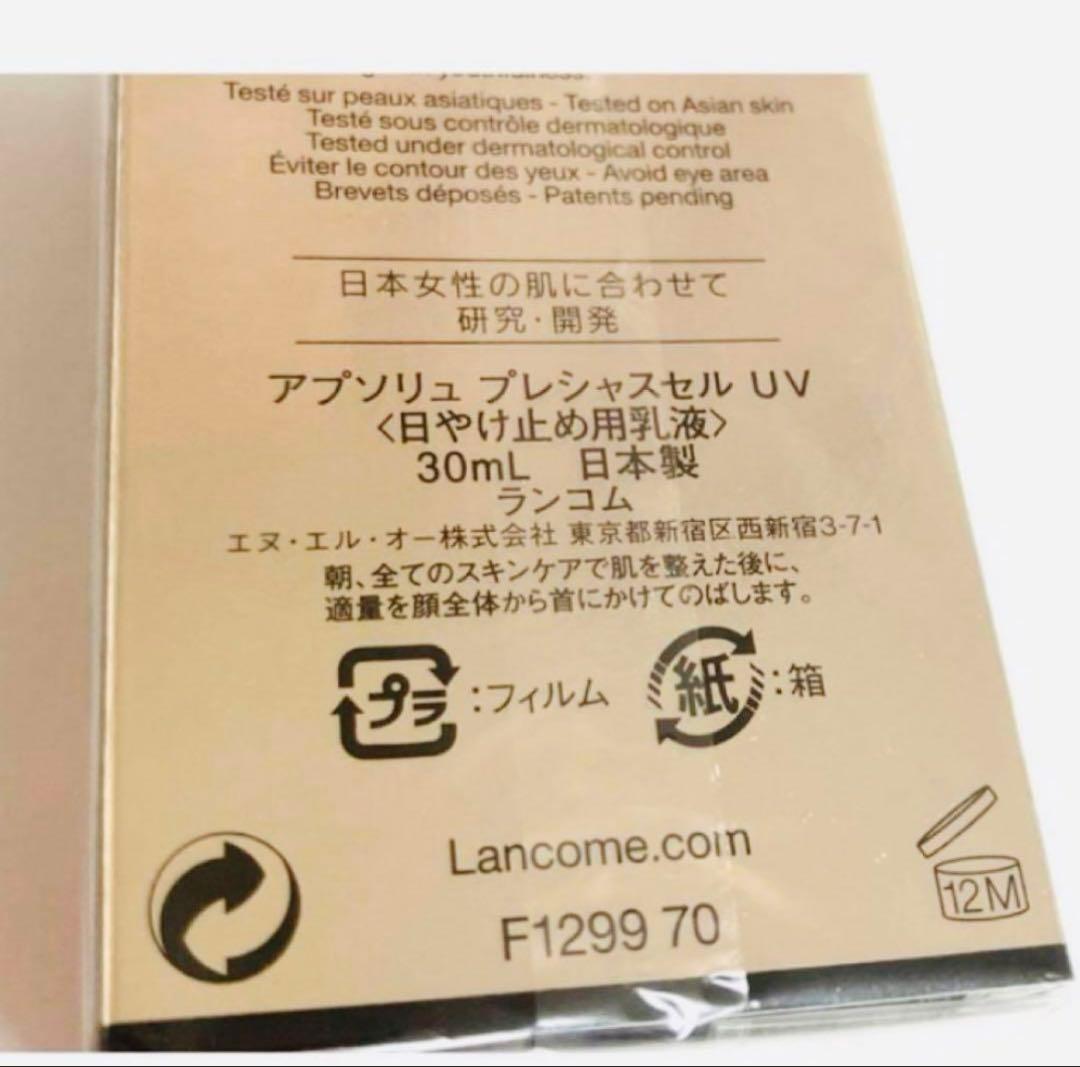 Testé sur peaux asiatiques - Tested on Asian skin
Testé sous contrôle dermatologique
Tested under dermatological control
Éviter le contour des yeux - Avoid eye area
Brevets déposés - Patents pending
日本女性の肌に合わせて
研究・開発
アプソリュ プレシャスセル UV
〈日やけ止め用乳液〉
30mL 日本製
ランコム
エヌ・エル・オー株式会社 東京都新宿区西新宿3-7-1
朝、全てのスキンケアで肌を整えた後に、
適量を顔全体から首にかけてのばします。
プラ :フィルム 紙 :箱
Lancome.com
12M
F1299 70